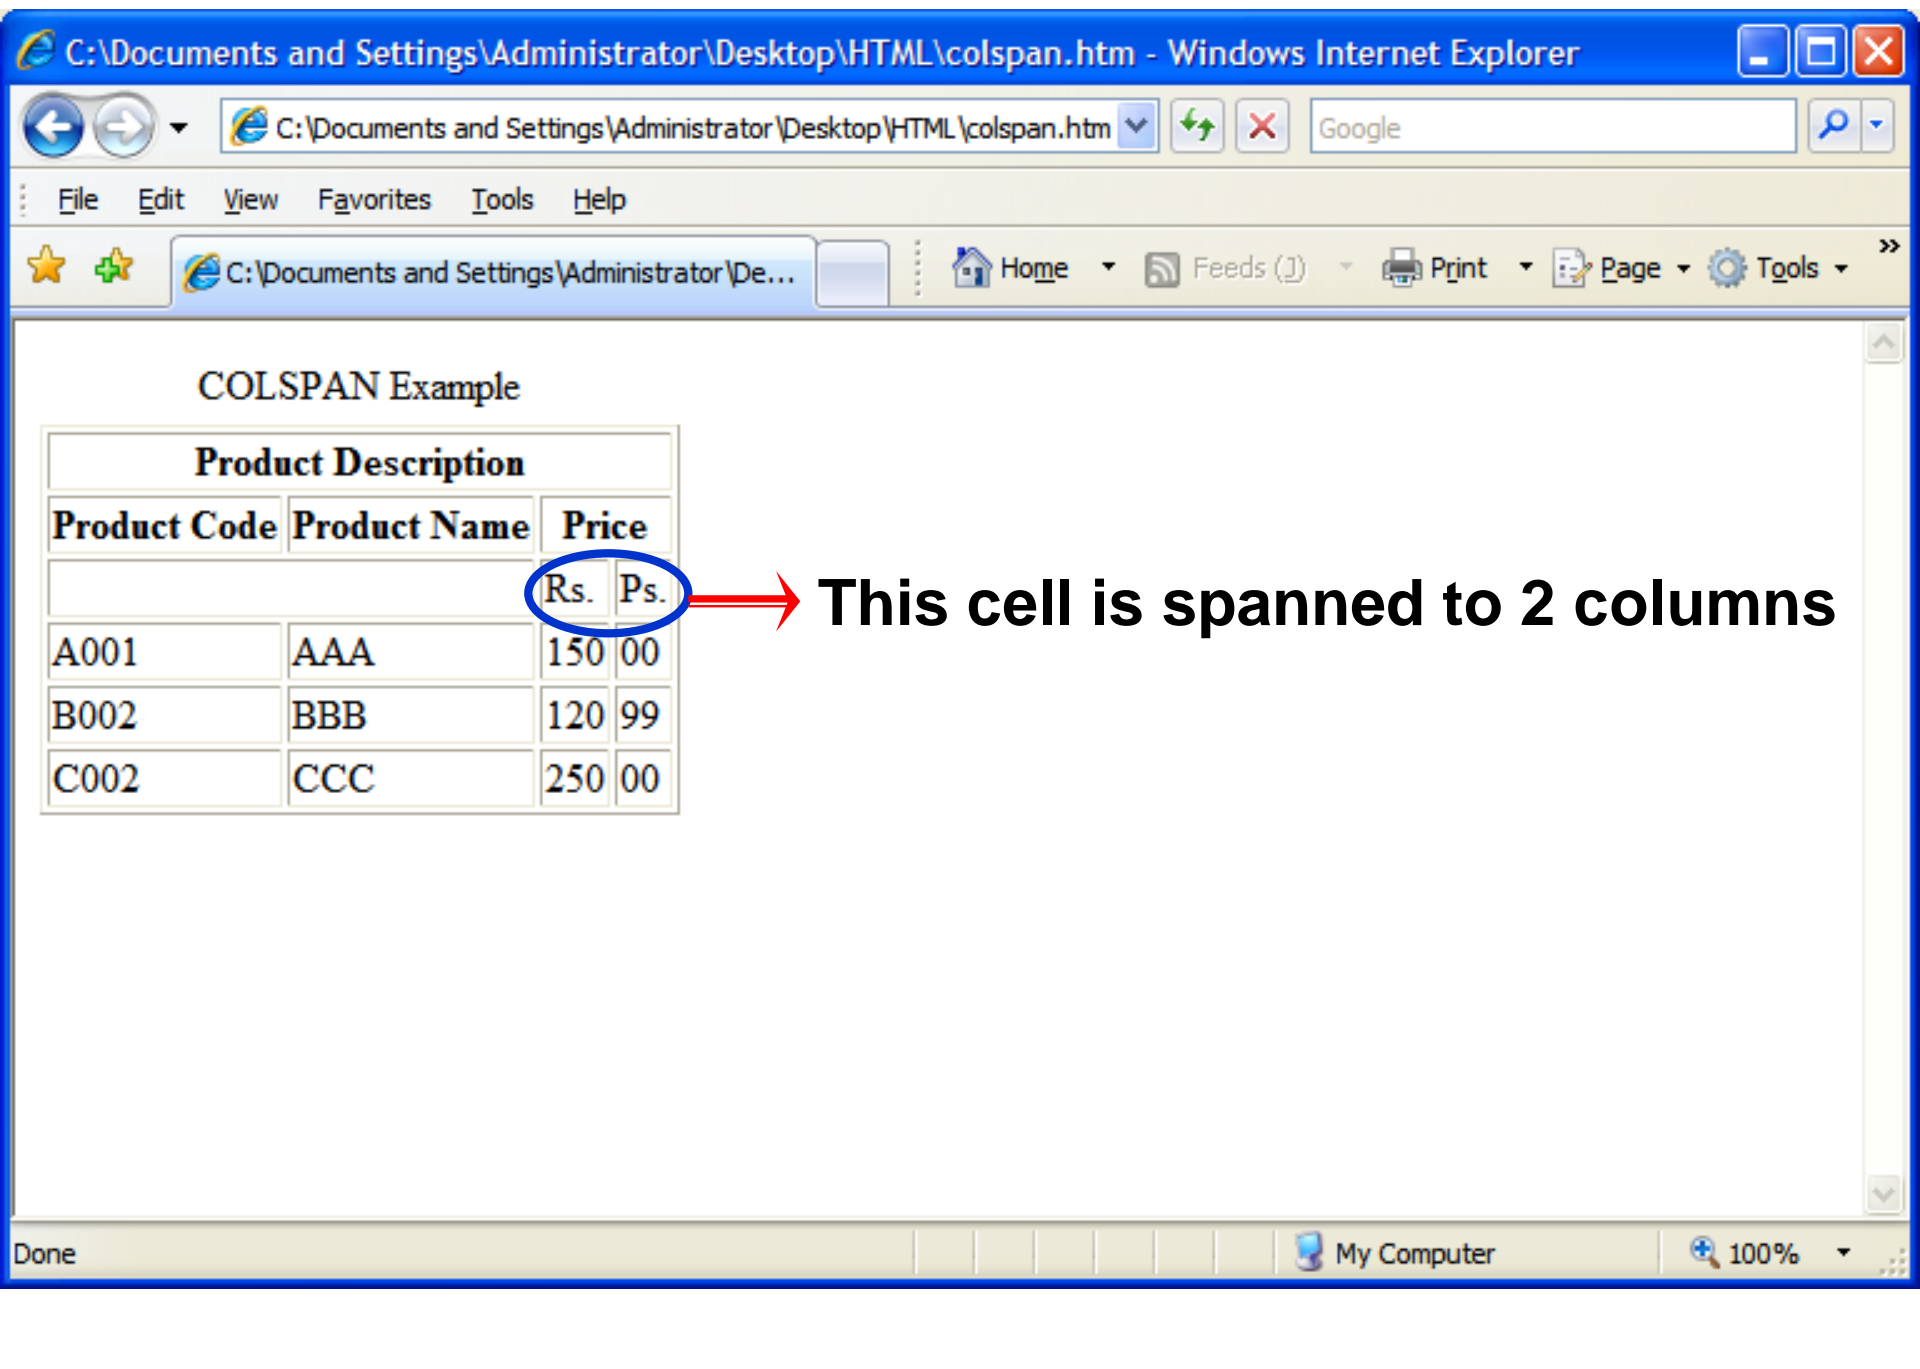 C:\Documents and Settings\Administrator\Desktop\HTML\colspan.htm - Windows Internet Explorer
C:\Documents and Settings\Administrator\Desktop\HTML\colspan.htm Google
File Edit View Favorites Tools Help
C:\Documents and Settings\Administrator\De... Home Feeds (J) Print Page Tools »
COLSPAN Example
Product Description
Product Code Product Name Price
Rs. Ps. This cell is spanned to 2 columns
A001 AAA 150 00
B002 BBB 120 99
C002 CCC 250 00
Done My Computer 100%